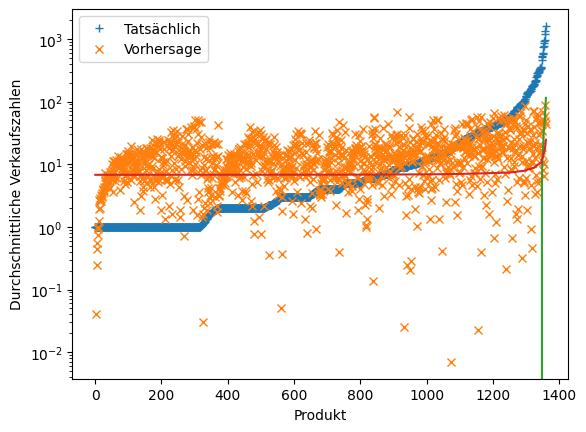 Tatsächlich
Vorhersage
10³
10²
10¹
10⁰
10⁻¹
10⁻²
Durchschnittliche Verkaufszahlen
0 200 400 600 800 1000 1200 1400
Produkt